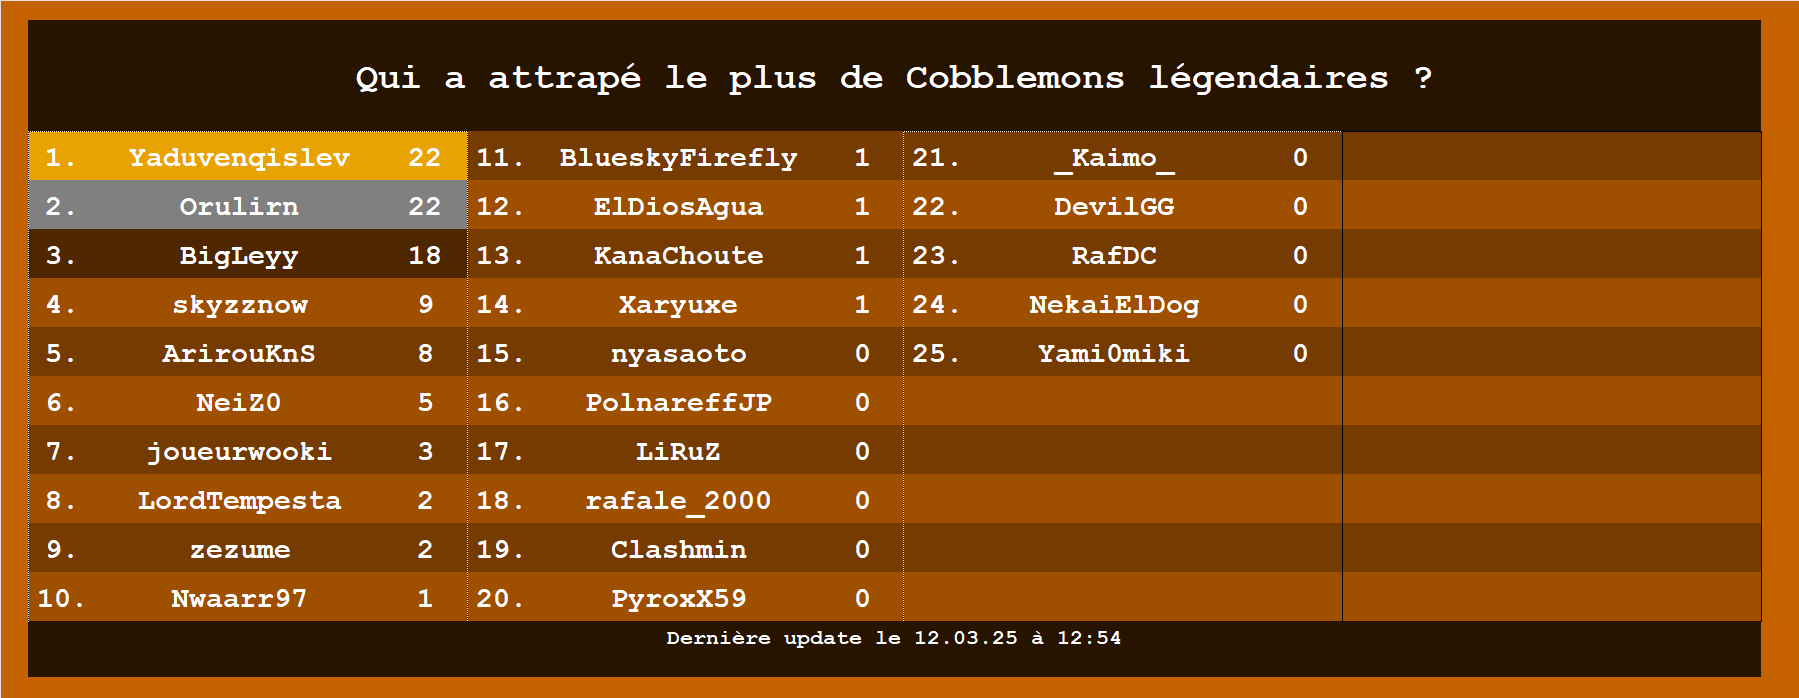 Qui a attrapé le plus de Cobblemons légendaires ?
1. Yaduvenqislev 22
2. Orulirn 22
3. BigLeyy 18
4. skyzznow 9
5. ArirouKnS 8
6. NeiZ0 5
7. joueurwooki 3
8. LordTempesta 2
9. zezume 2
10. Nwaarr97 1
11. BlueskyFirefly 1
12. ElDiosAgua 1
13. KanaChoute 1
14. Xaryuxe 1
15. nyasaoto 0
16. PolnareffJP 0
17. LiRuZ 0
18. rafale_2000 0
19. Clashmin 0
20. PyroxX59 0
21. _Kaimo_ 0
22. DevilGG 0
23. RafDC 0
24. NekaiElDog 0
25. Yami0miki 0
Dernière update le 12.03.25 à 12:54